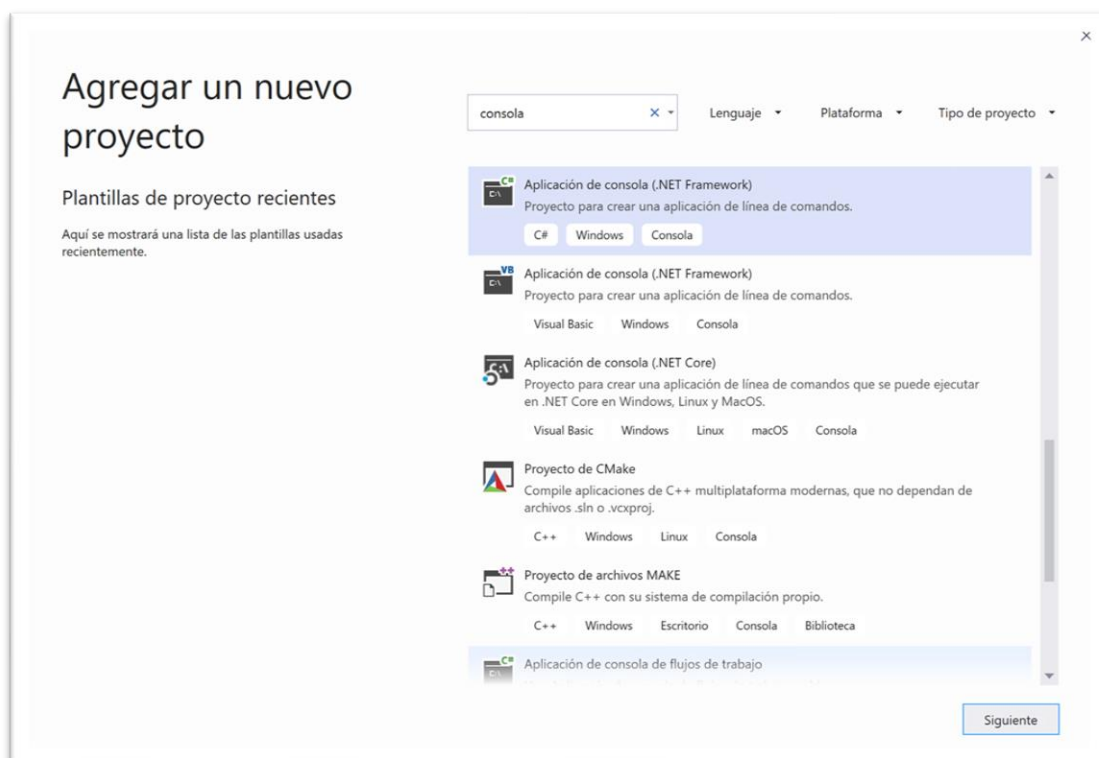 Agregar un nuevo
proyecto
Plantillas de proyecto recientes
Aquí se mostrará una lista de las plantillas usadas
recientemente.
consola
Lenguaje
Plataforma
Tipo de proyecto
C#
C:\
Aplicación de consola (.NET Framework)
Proyecto para crear una aplicación de línea de comandos.
C# Windows Consola
VB
C:\
Aplicación de consola (.NET Framework)
Proyecto para crear una aplicación de línea de comandos.
Visual Basic Windows Consola
Aplicación de consola (.NET Core)
Proyecto para crear una aplicación de línea de comandos que se puede ejecutar
en .NET Core en Windows, Linux y MacOS.
Visual Basic Windows Linux macOS Consola
Proyecto de CMake
Compile aplicaciones de C++ multiplataforma modernas, que no dependan de
archivos .sln o .vcxproj.
C++ Windows Linux Consola
++
Proyecto de archivos MAKE
Compile C++ con su sistema de compilación propio.
C++ Windows Escritorio Consola Biblioteca
C#
Aplicación de consola de flujos de trabajo
Siguiente